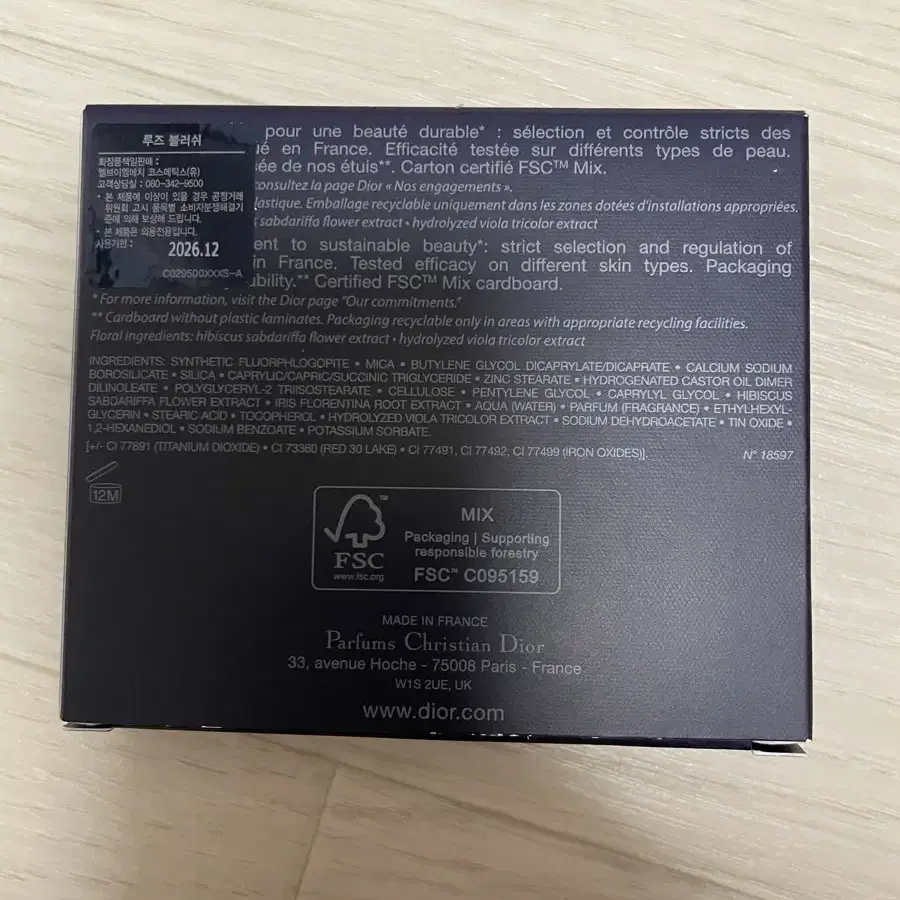 루즈 블러쉬
화장품책임판매 :
엘브이엠에치 코스메틱스(유)
고객상담실 : 080-342-9500
• 본 제품에 이상이 있을 경우 공정거래
위원회 고시 품목별 소비자분쟁해결기
준에 의해 보상해 드립니다.
• 본 제품은 외용전용입니다.
사용기한 :
2026.12
C029500XXXS-A
pour une beauté durable* : sélection et contrôle stricts des
en France. Efficacité testée sur différents types de peau.
de nos étuis**. Carton certifié FSC™ Mix.
consultez la page Dior « Nos engagements ».
Emballage recyclable uniquement dans les zones dotées d'installations appropriées.
sabdariffa flower extract • hydrolyzed viola tricolor extract
to sustainable beauty*: strict selection and regulation of
in France. Tested efficacy on different skin types. Packaging
Certified FSC™ Mix cardboard.
* For more information, visit the Dior page "Our commitments."
** Cardboard without plastic laminates. Packaging recyclable only in areas with appropriate recycling facilities.
Floral ingredients: hibiscus sabdariffa flower extract • hydrolyzed viola tricolor extract
INGREDIENTS: SYNTHETIC FLUORPHLOGOPITE • MICA • BUTYLENE GLYCOL DICAPRYLATE/DICAPRATE • CALCIUM SODIUM
BOROSILICATE • SILICA • CAPRYLIC/CAPRIC/SUCCINIC TRIGLYCERIDE • ZINC STEARATE • HYDROGENATED CASTOR OIL DIMER
DILINOLEATE • POLYGLYCERYL-2 TRIISOSTEARATE • CELLULOSE • PENTYLENE GLYCOL • CAPRYLYL GLYCOL • HIBISCUS
SABDARIFFA FLOWER EXTRACT • IRIS FLORENTINA ROOT EXTRACT • AQUA (WATER) • PARFUM (FRAGRANCE) • ETHYLHEXYL-
GLYCERIN • STEARIC ACID • TOCOPHEROL • HYDROLYZED VIOLA TRICOLOR EXTRACT • SODIUM DEHYDROACETATE • TIN OXIDE •
1,2-HEXANEDIOL • SODIUM BENZOATE • POTASSIUM SORBATE.
[+/- CI 77891 (TITANIUM DIOXIDE) • CI 73360 (RED 30 LAKE) • CI 77491, CI 77492, CI 77499 (IRON OXIDES)]. N° 18597
12M
FSC™
www.fsc.org
MIX
Packaging | Supporting
responsible forestry
FSC™ C095159
MADE IN FRANCE
Parfums Christian Dior
33, avenue Hoche - 75008 Paris - France
W1S 2UE, UK
www.dior.com